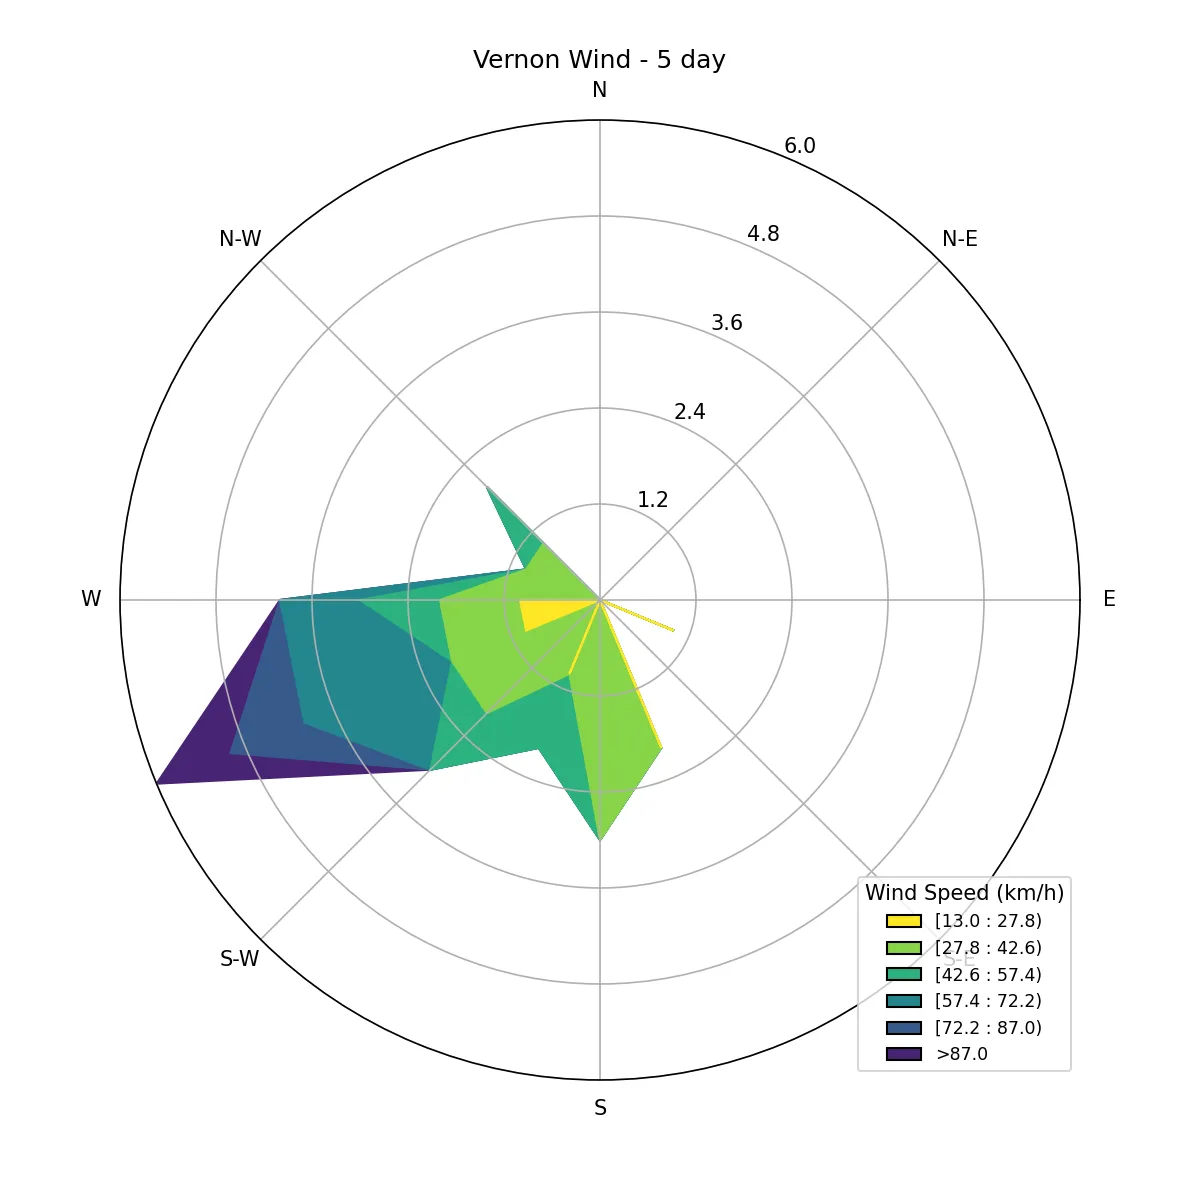 Vernon Wind - 5 day
N
6.0
N-W
4.8
N-E
3.6
2.4
1.2
W
E
S-W
S-E
S
Wind Speed (km/h)
[13.0 : 27.8)
[27.8 : 42.6)
[42.6 : 57.4)
[57.4 : 72.2)
[72.2 : 87.0)
>87.0